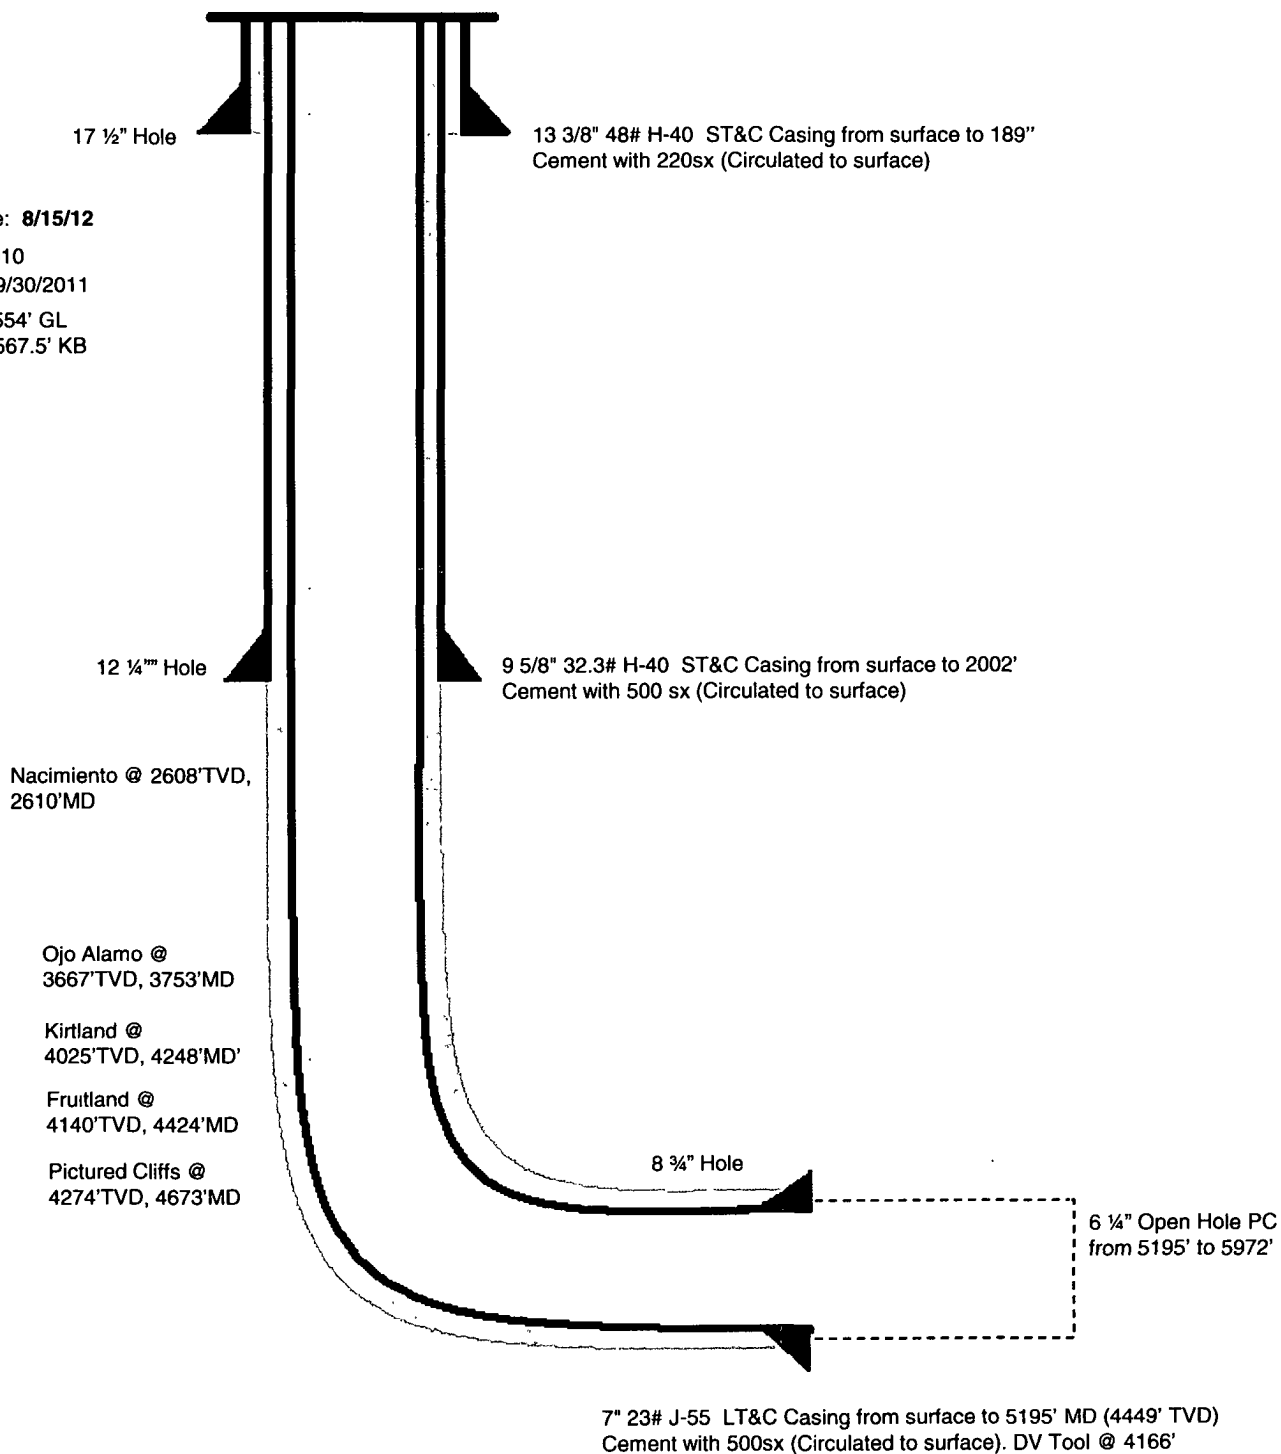 17 ½" Hole
13 3/8" 48# H-40 ST&C Casing from surface to 189"
Cement with 220sx (Circulated to surface)
e: 8/15/12
10
9/30/2011
554' GL
567.5' KB
12 ¼"" Hole
9 5/8" 32.3# H-40 ST&C Casing from surface to 2002'
Cement with 500 sx (Circulated to surface)
Nacimiento @ 2608'TVD,
2610'MD
Ojo Alamo @
3667'TVD, 3753'MD
Kirtland @
4025'TVD, 4248'MD'
Fruitland @
4140'TVD, 4424'MD
Pictured Cliffs @
4274'TVD, 4673'MD
8 ¾" Hole
6 ¼" Open Hole PC
from 5195' to 5972'
7" 23# J-55 LT&C Casing from surface to 5195' MD (4449' TVD)
Cement with 500sx (Circulated to surface). DV Tool @ 4166'